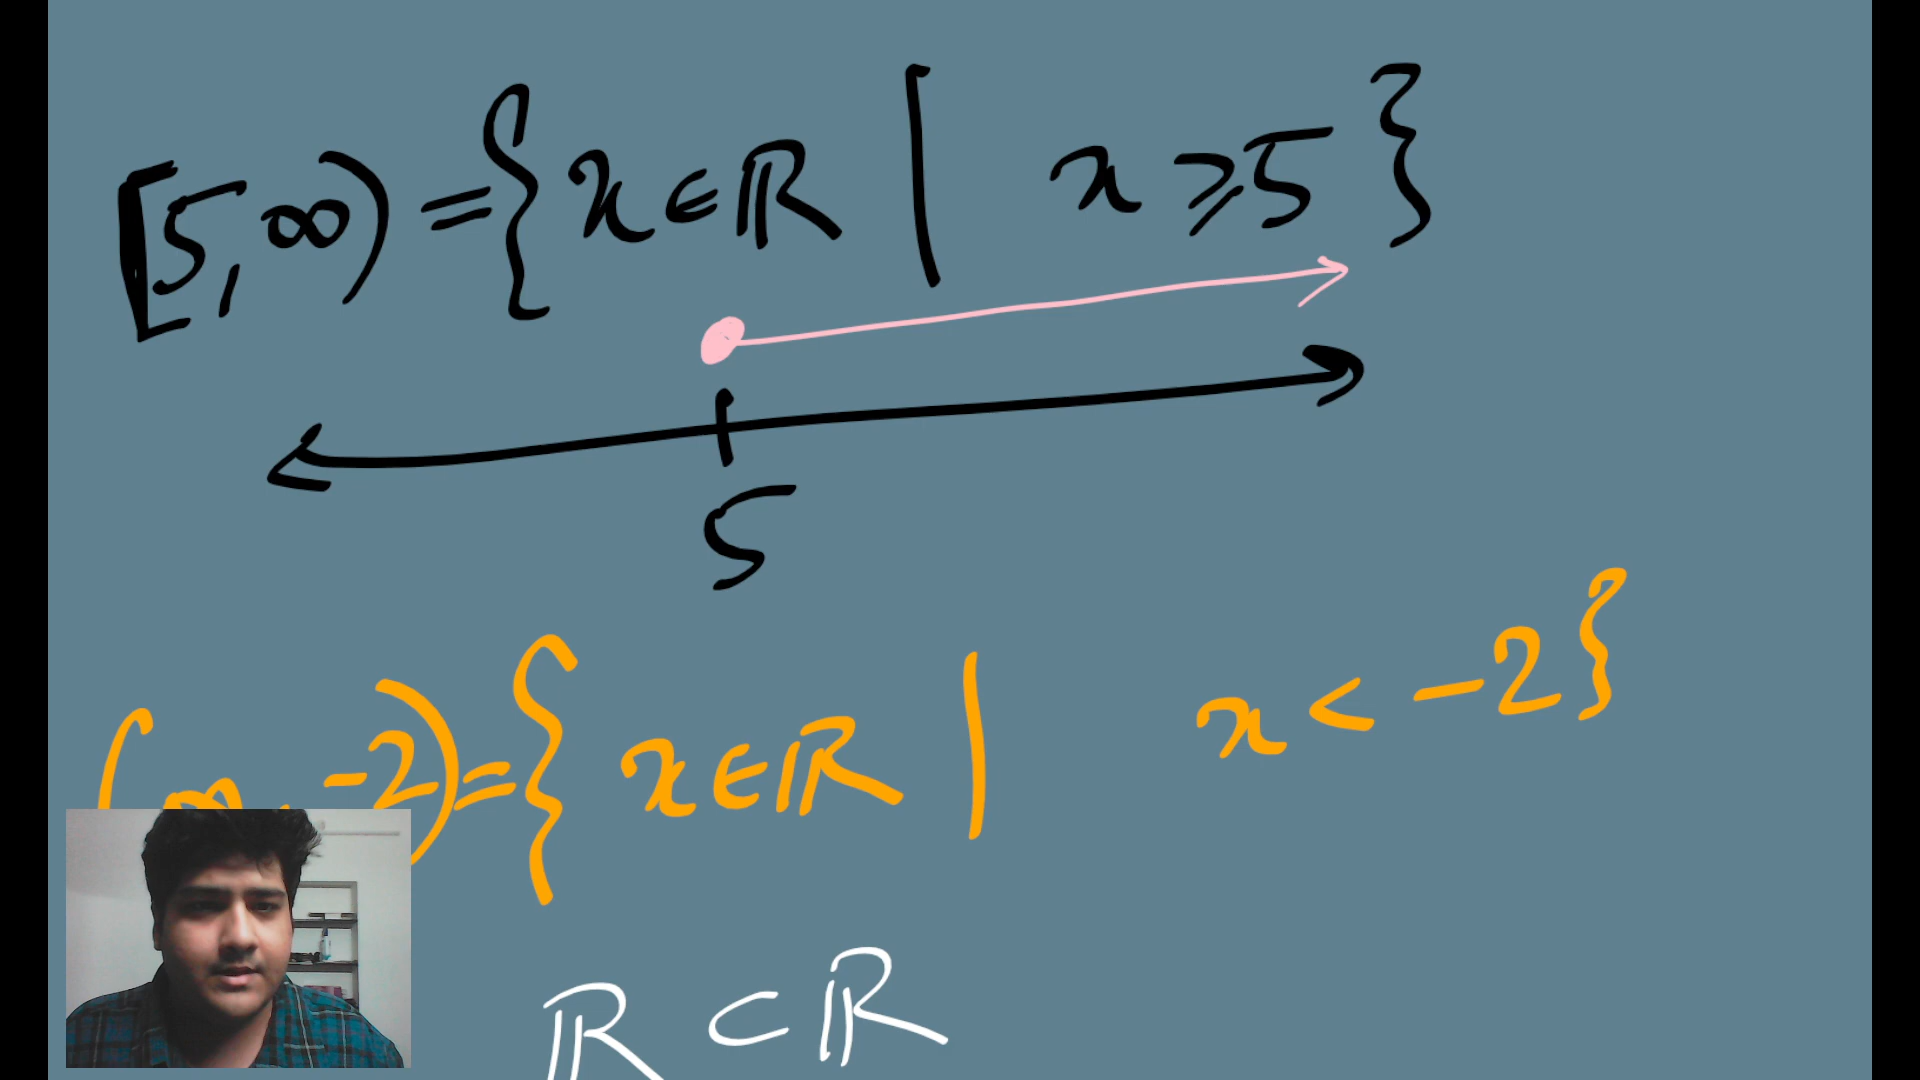 [5, ∞) = {x ∈ ℝ | x ⩾ 5}
5
( ∞, -2) = {x ∈ ℝ | x < -2}
ℝ ⊂ ℝ